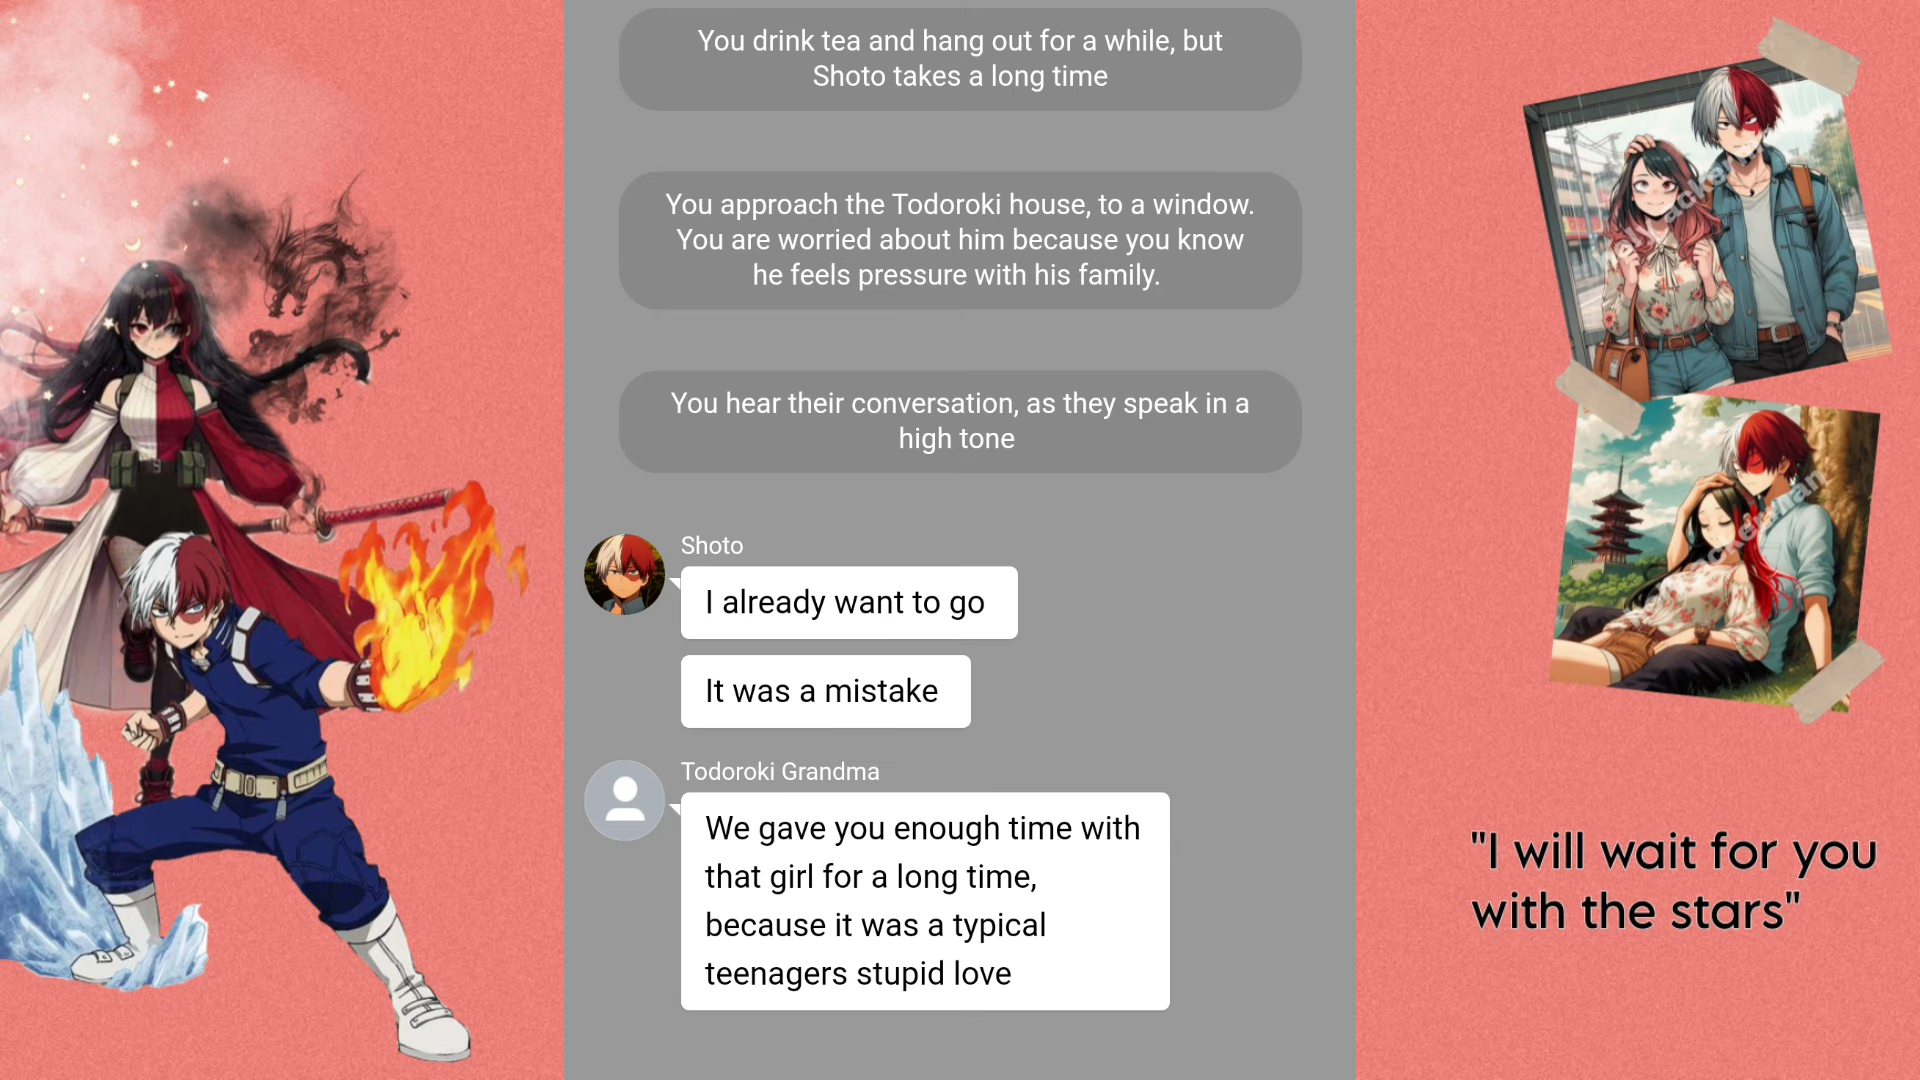 You drink tea and hang out for a while, but
Shoto takes a long time
You approach the Todoroki house, to a window.
You are worried about him because you know
he feels pressure with his family.
You hear their conversation, as they speak in a
high tone
Shoto
I already want to go
It was a mistake
Todoroki Grandma
We gave you enough time with
that girl for a long time,
because it was a typical
teenagers stupid love
"I will wait for you
with the stars"